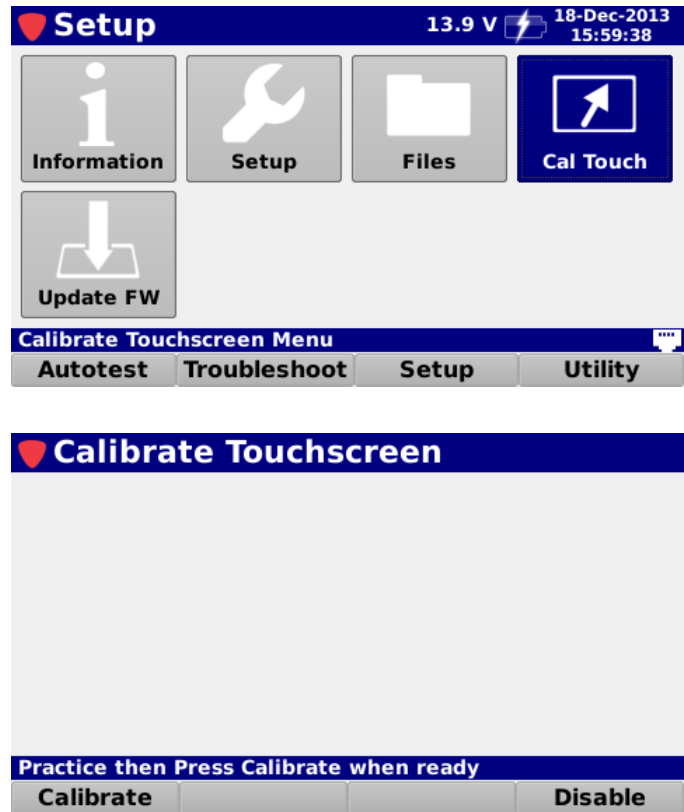 Setup 13.9 V 18-Dec-2013
15:59:38
Information Setup Files Cal Touch
Update FW
Calibrate Touchscreen Menu
Autotest Troubleshoot Setup Utility
Calibrate Touchscreen
Practice then Press Calibrate when ready
Calibrate Disable